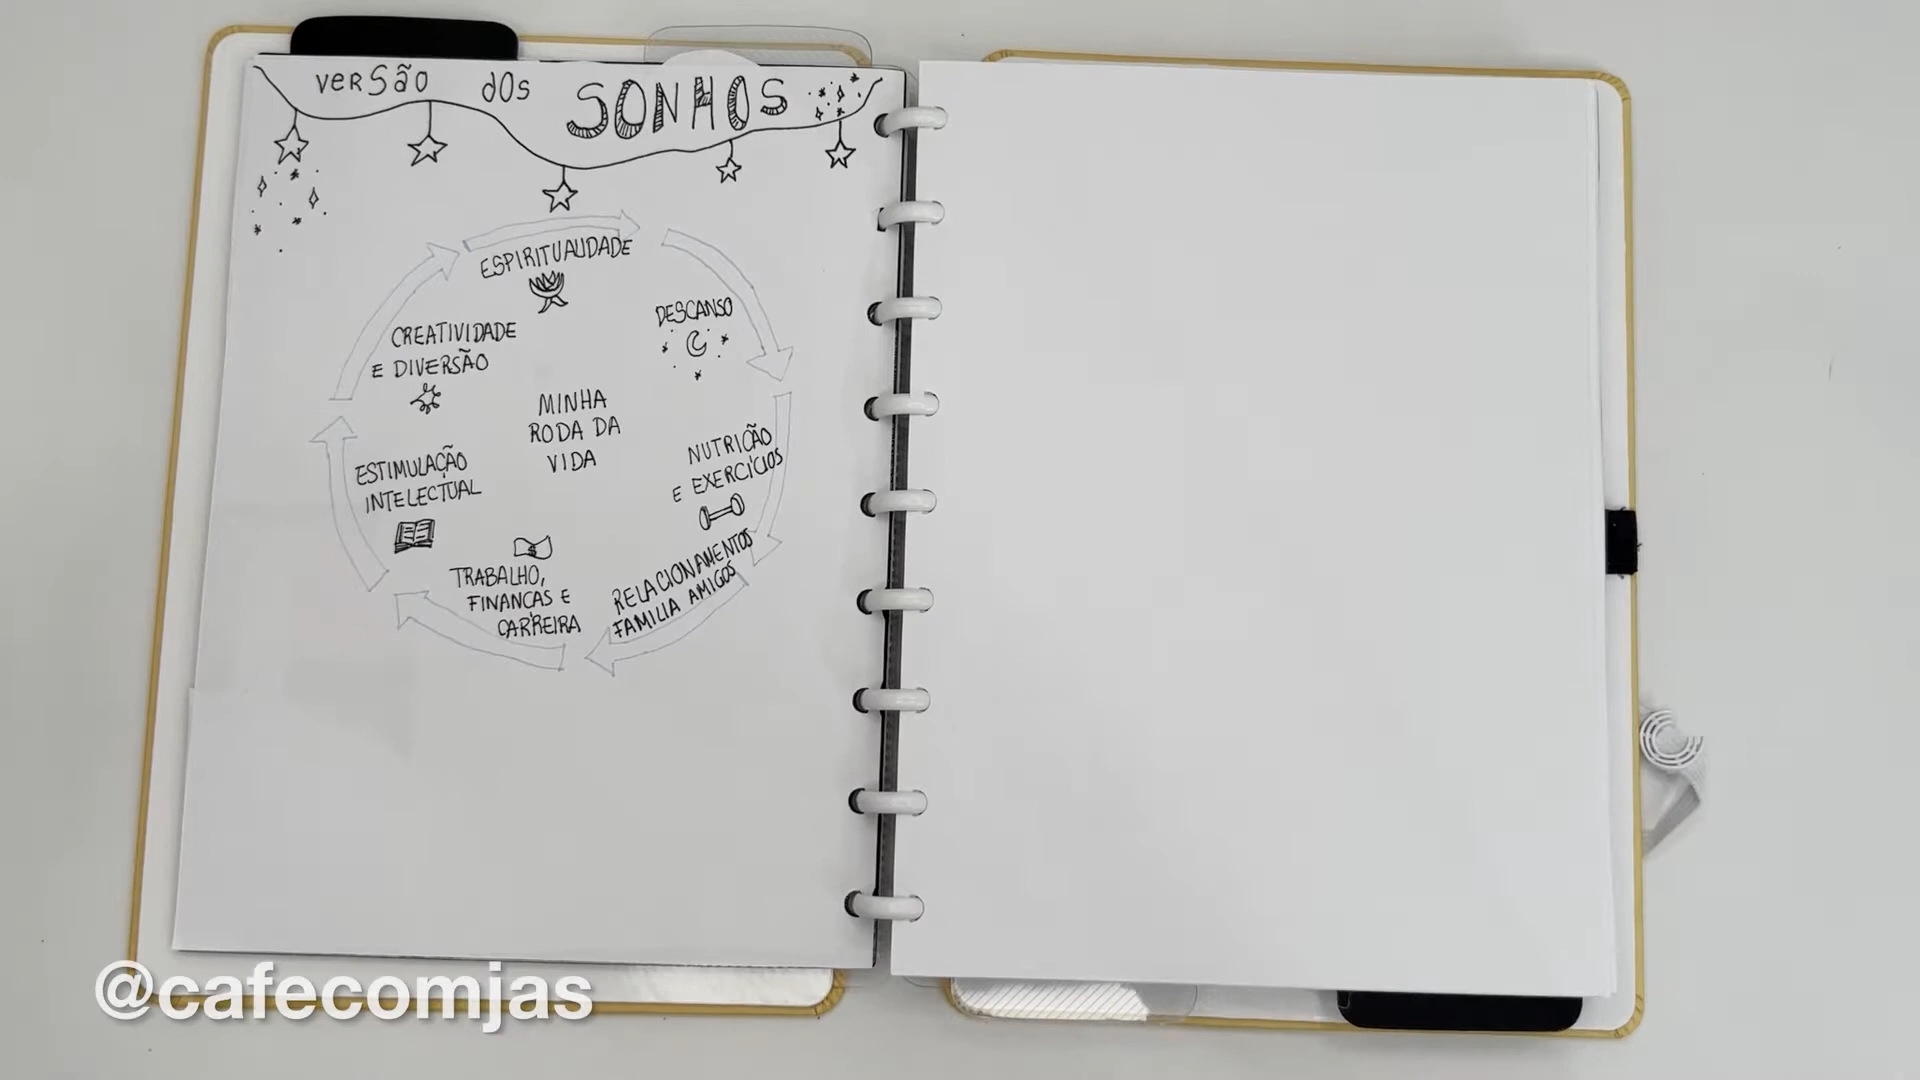 versão dos SONHOS
ESPIRITUALIDADE
DESCANSO
CREATIVIDADE
E DIVERSÃO
MINHA
RODA DA
VIDA
NUTRIÇÃO
E EXERCÍCIOS
ESTIMULAÇÃO
INTELECTUAL
$
TRABALHO,
FINANÇAS E
CARREIRA
RELACIONAMENTOS
FAMILIA AMIGOS
@cafecomjas